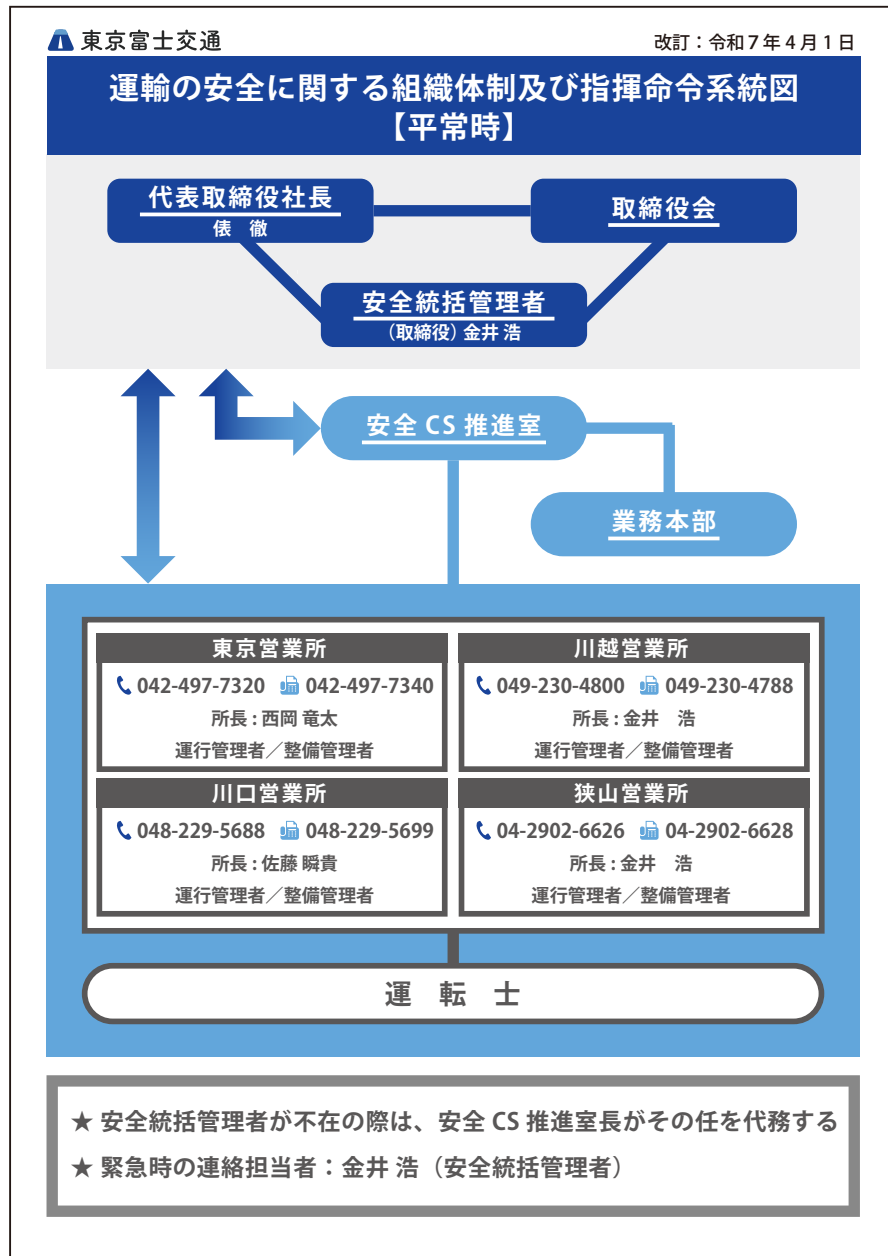 東京富士交通
改訂：令和7年4月1日
運輸の安全に関する組織体制及び指揮命令系統図
【平常時】
代表取締役社長
俵 徹
取締役会
安全統括管理者
（取締役）金井 浩
安全 CS 推進室
業務本部
東京営業所
042-497-7320 042-497-7340
所長 : 西岡 竜太
運行管理者／整備管理者
川越営業所
049-230-4800 049-230-4788
所長 : 金井　浩
運行管理者／整備管理者
川口営業所
048-229-5688 048-229-5699
所長 : 佐藤 瞬貴
運行管理者／整備管理者
狭山営業所
04-2902-6626 04-2902-6628
所長 : 金井　浩
運行管理者／整備管理者
運　転　士
★ 安全統括管理者が不在の際は、安全 CS 推進室長がその任を代務する
★ 緊急時の連絡担当者：金井 浩（安全統括管理者）